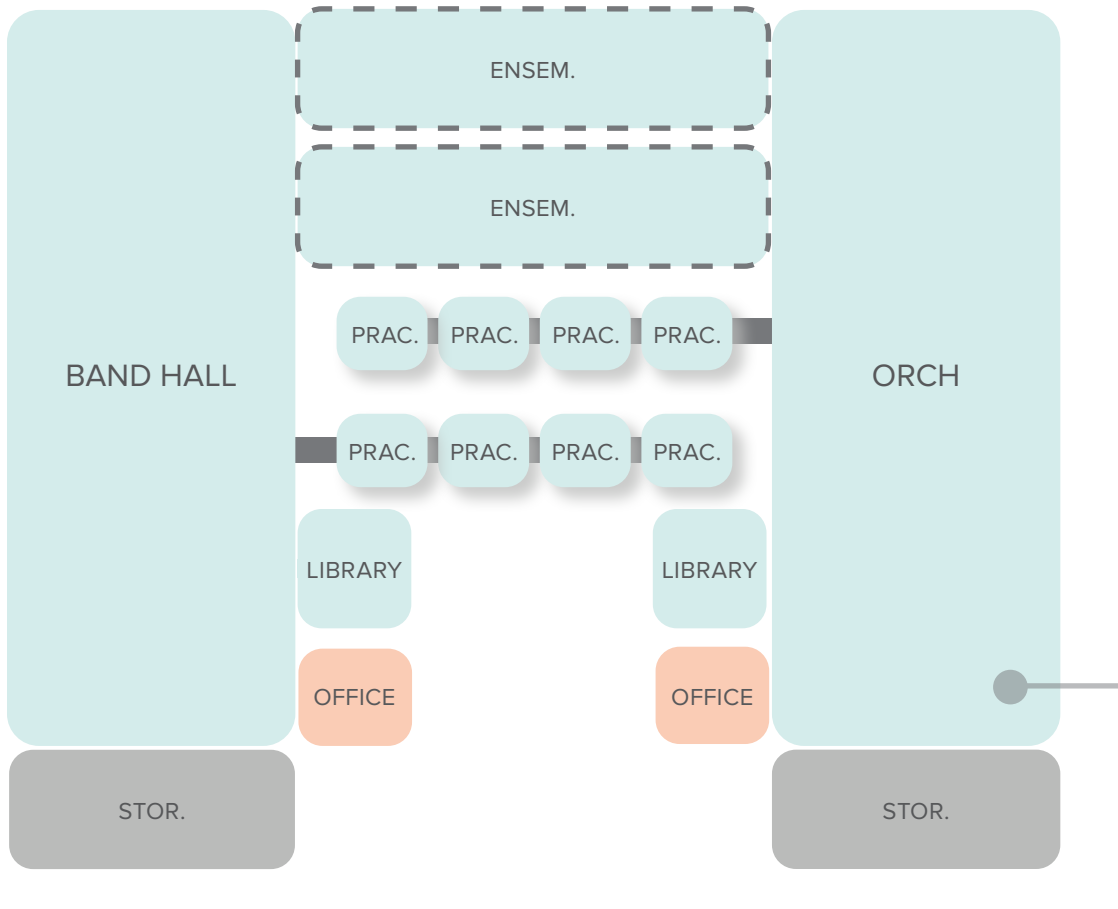 ENSEM.
ENSEM.
PRAC. PRAC. PRAC. PRAC.
BAND HALL
ORCH
PRAC. PRAC. PRAC. PRAC.
LIBRARY
LIBRARY
OFFICE
OFFICE
STOR.
STOR.